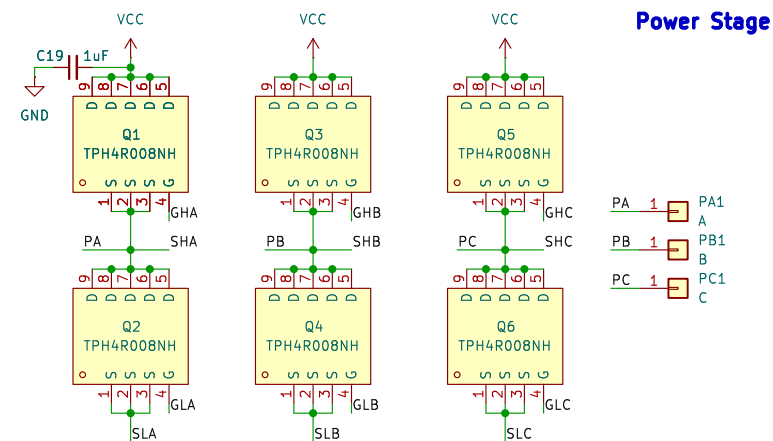 Power Stage
VCC
VCC
VCC
C19 1uF
GND
9 8 7 6 5
D D D D D
Q1
TPH4R008NH
S S S G
1 2 3 4
GHA
9 8 7 6 5
D D D D D
Q3
TPH4R008NH
S S S G
1 2 3 4
GHB
9 8 7 6 5
D D D D D
Q5
TPH4R008NH
S S S G
1 2 3 4
GHC
PA SHA
PB SHB
PC SHC
PA 1 PA1
A
PB 1 PB1
B
PC 1 PC1
C
9 8 7 6 5
D D D D D
Q2
TPH4R008NH
S S S G
1 2 3 4
GLA
SLA
9 8 7 6 5
D D D D D
Q4
TPH4R008NH
S S S G
1 2 3 4
GLB
SLB
9 8 7 6 5
D D D D D
Q6
TPH4R008NH
S S S G
1 2 3 4
GLC
SLC